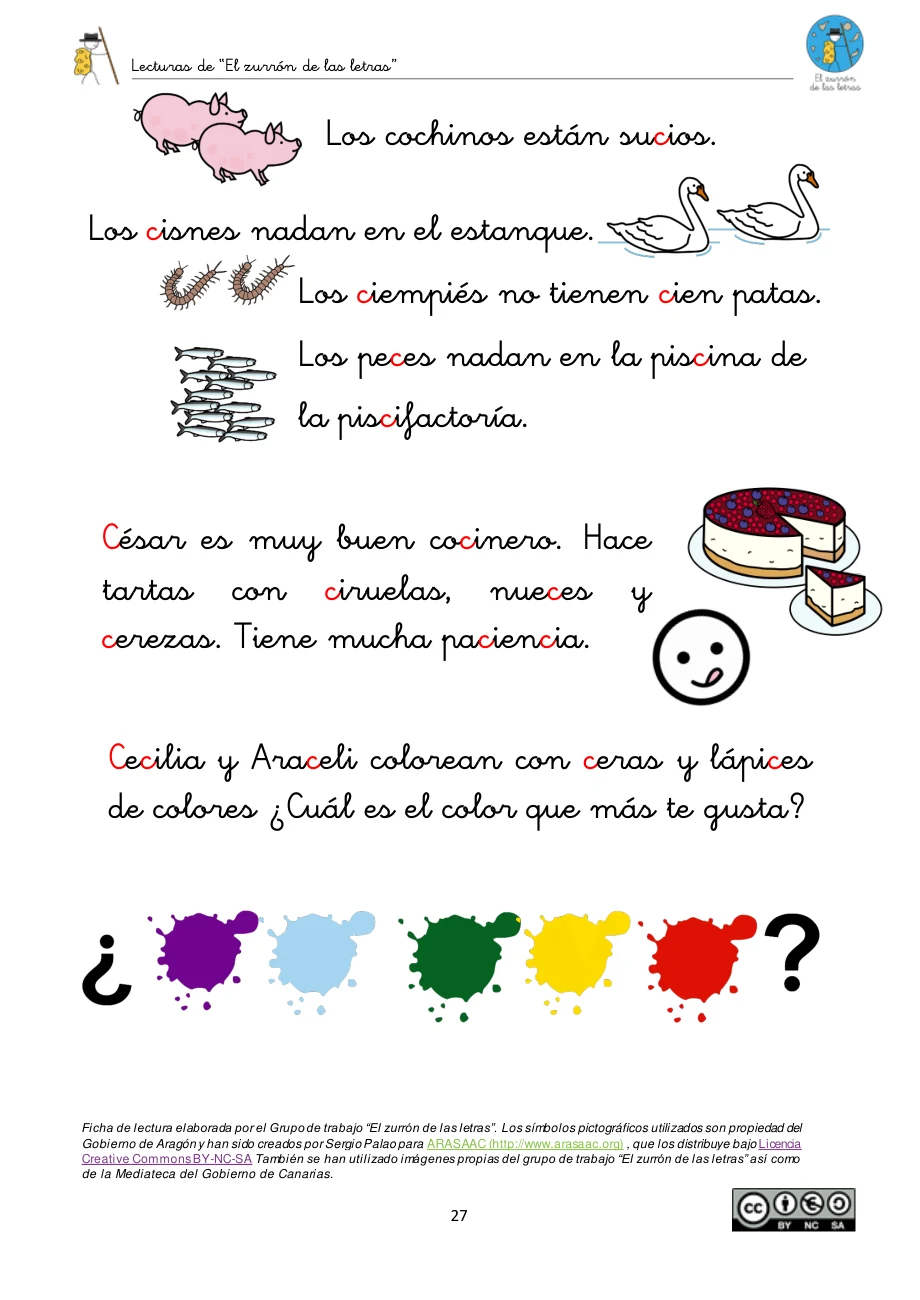 Lecturas de “El zurrón de las letras”
El zurrón
de las letras
Los cochinos están sucios.
Los cisnes nadan en el estanque.
Los ciempiés no tienen cien patas.
Los peces nadan en la piscina de
la piscifactoría.
César es muy buen cocinero. Hace
tartas con ciruelas, nueces y
cerezas. Tiene mucha paciencia.
Cecilia y Araceli colorean con ceras y lápices
de colores ¿Cuál es el color que más te gusta?
¿ ?
Ficha de lectura elaborada por el Grupo de trabajo “El zurrón de las letras”. Los símbolos pictográficos utilizados son propiedad del
Gobierno de Aragón y han sido creados por Sergio Palao para ARASAAC (http://www.arasaac.org) , que los distribuye bajo Licencia
Creative Commons BY-NC-SA También se han utilizado imágenes propias del grupo de trabajo “El zurrón de las letras” así como
de la Mediateca del Gobierno de Canarias.
27
cc
BY NC SA